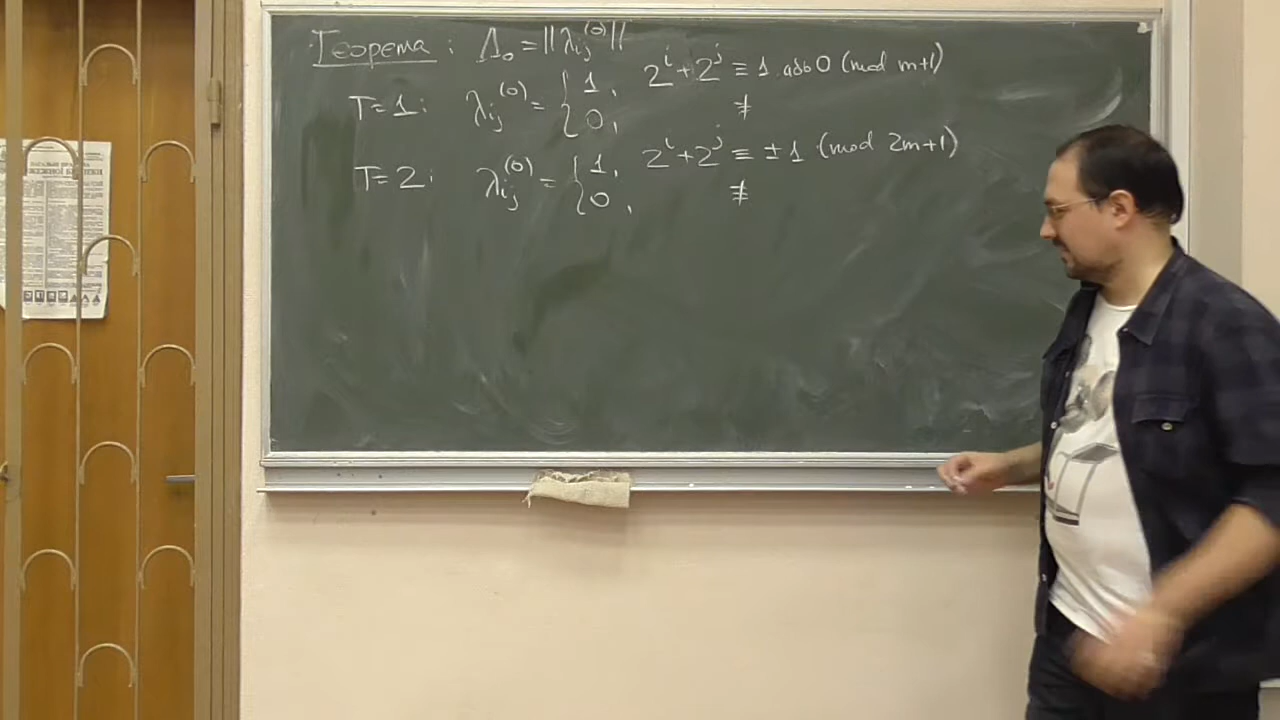 Теорема: Λ₀ = ||λᵢⱼ⁽⁰⁾||
T=1: λᵢⱼ⁽⁰⁾ = { 1, 2ⁱ+2ʲ ≡ 1 або 0 (mod m+1)
0, ≢
T=2: λᵢⱼ⁽⁰⁾ = { 1, 2ⁱ+2ʲ ≡ ±1 (mod 2m+1)
0, ≢